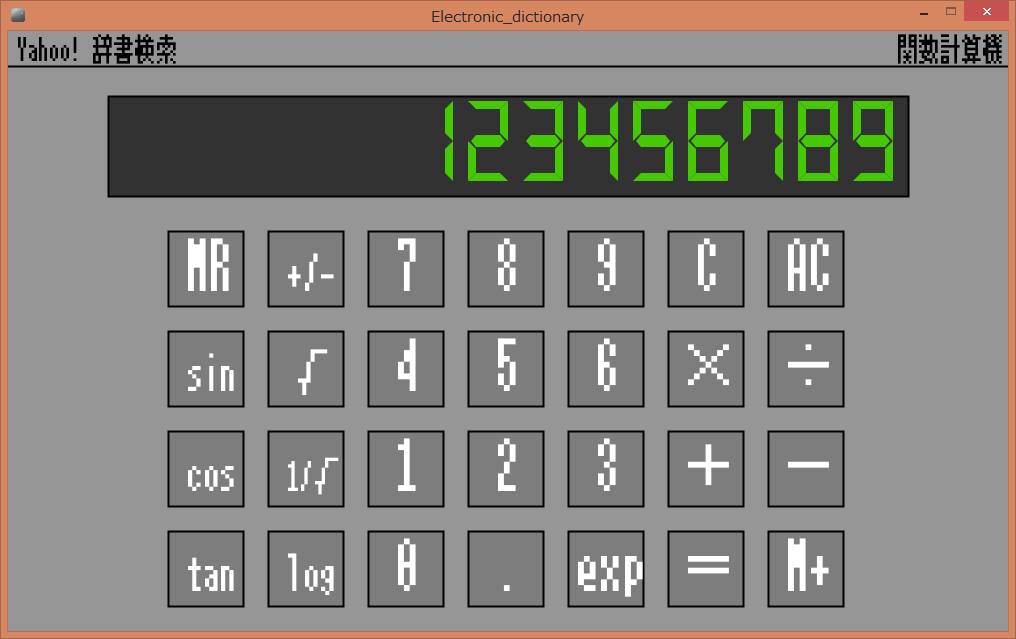 Electronic_dictionary
Yahoo! 辞書検索 関数計算機
123456789
MR +/- 7 8 9 C AC
sin √ 4 5 6 × ÷
cos 1/√ 1 2 3 + −
tan log 0 . exp = M+